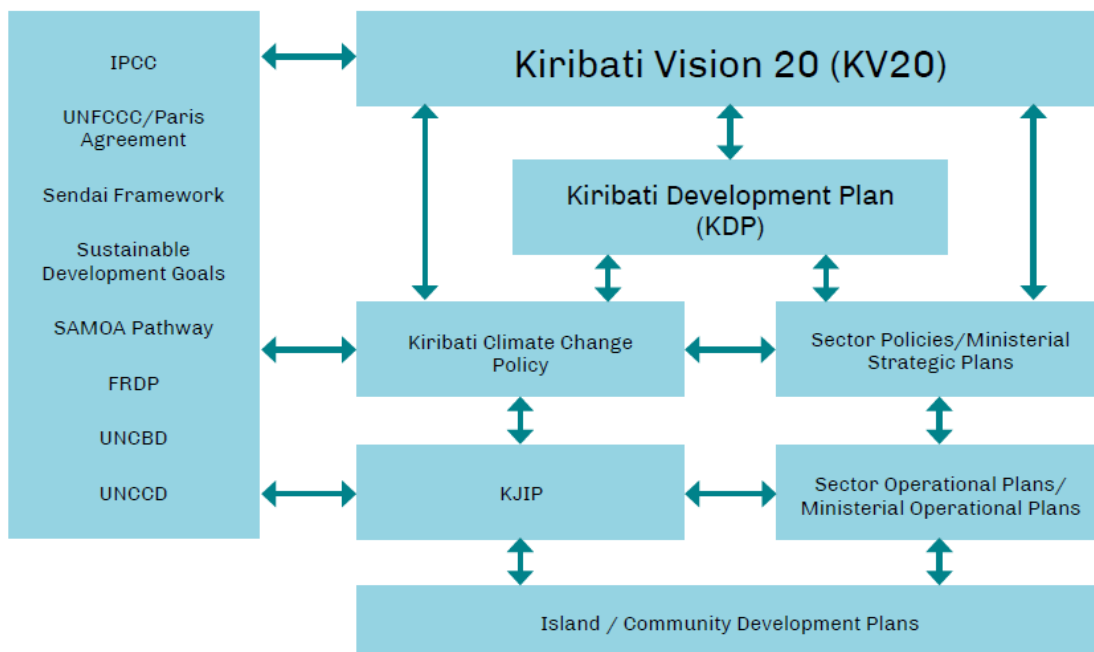 IPCC
UNFCCC/Paris
Agreement
Sendai Framework
Sustainable
Development Goals
SAMOA Pathway
FRDP
UNCBD
UNCCD
Kiribati Vision 20 (KV20)
Kiribati Development Plan
(KDP)
Kiribati Climate Change
Policy
Sector Policies/Ministerial
Strategic Plans
KJIP
Sector Operational Plans/
Ministerial Operational Plans
Island / Community Development Plans